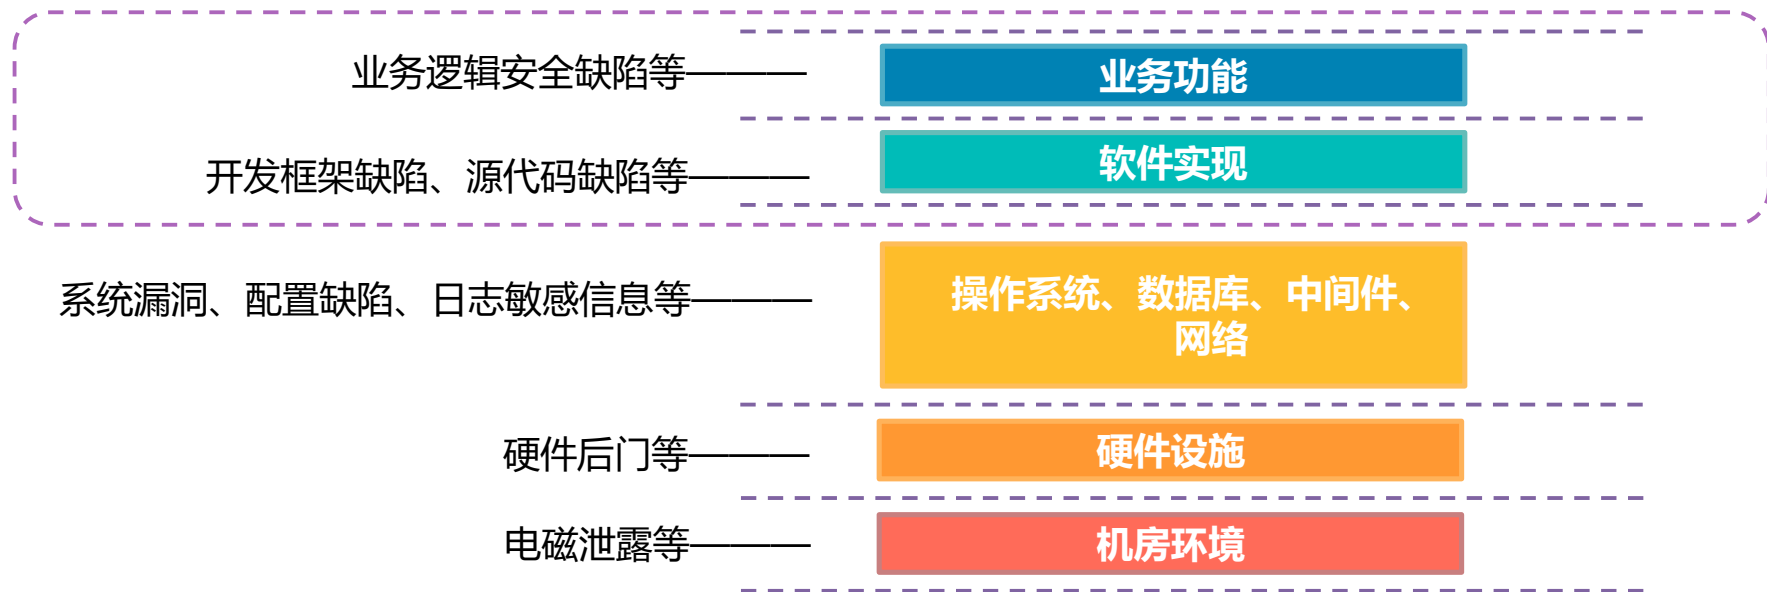 业务逻辑安全缺陷等———
业务功能
开发框架缺陷、源代码缺陷等———
软件实现
系统漏洞、配置缺陷、日志敏感信息等———
操作系统、数据库、中间件、
网络
硬件后门等———
硬件设施
电磁泄露等———
机房环境